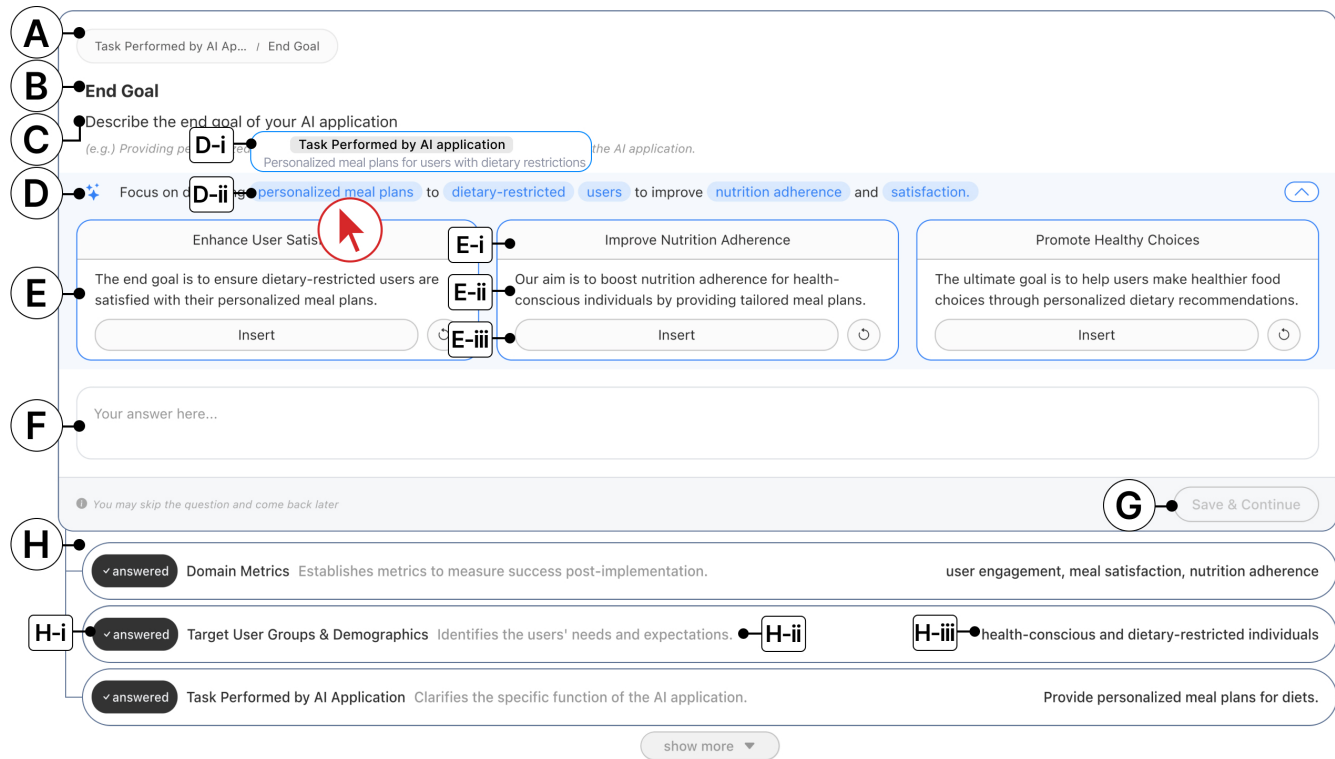 A
Task Performed by AI Ap... / End Goal
B
End Goal
C
Describe the end goal of your AI application
D-i
Task Performed by AI application
(e.g.) Providing pe the AI application.
Personalized meal plans for users with dietary restrictions
D
Focus on d
D-ii
personalized meal plans to dietary-restricted users to improve nutrition adherence and satisfaction.
Enhance User Satis
E-i
Improve Nutrition Adherence
Promote Healthy Choices
E
The end goal is to ensure dietary-restricted users are
satisfied with their personalized meal plans.
E-ii
Our aim is to boost nutrition adherence for health-
conscious individuals by providing tailored meal plans.
The ultimate goal is to help users make healthier food
choices through personalized dietary recommendations.
Insert
E-iii
Insert
Insert
F
Your answer here...
You may skip the question and come back later
G
Save & Continue
H
✓ answered Domain Metrics Establishes metrics to measure success post-implementation. user engagement, meal satisfaction, nutrition adherence
H-i
✓ answered Target User Groups & Demographics Identifies the users' needs and expectations.
H-ii
H-iii
health-conscious and dietary-restricted individuals
✓ answered Task Performed by AI Application Clarifies the specific function of the AI application. Provide personalized meal plans for diets.
show more